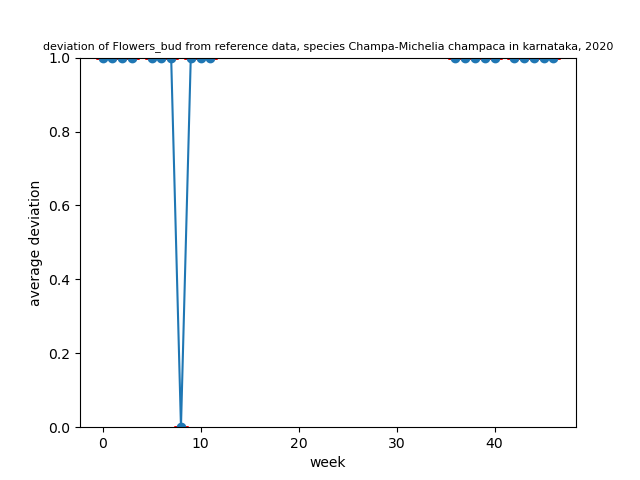 deviation of Flowers_bud from reference data, species Champa-Michelia champaca in karnataka, 2020
1.0
0.8
0.6
0.4
0.2
0.0
average deviation
0 10 20 30 40
week